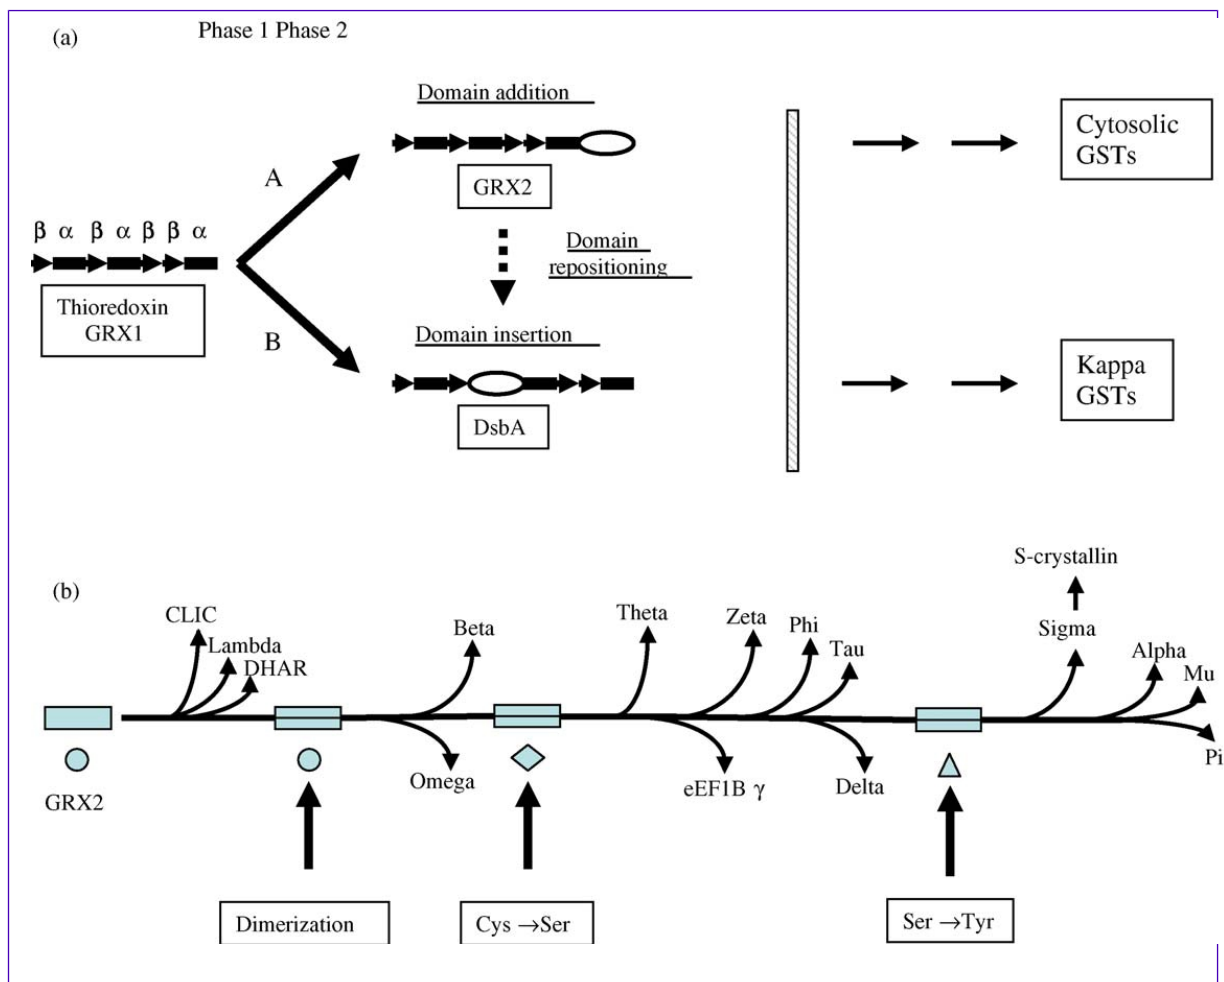 (a)
Phase 1 Phase 2
Domain addition
Cytosolic
GSTs
A
GRX2
β α β α β β α
Domain
repositioning
Thioredoxin
GRX1
B
Domain insertion
Kappa
GSTs
DsbA
(b)
S-crystallin
CLIC
Lambda
DHAR
Beta
Theta
Zeta
Phi
Tau
Sigma
Alpha
Mu
Omega
eEF1B γ
Delta
Pi
GRX2
Dimerization
Cys →Ser
Ser →Tyr